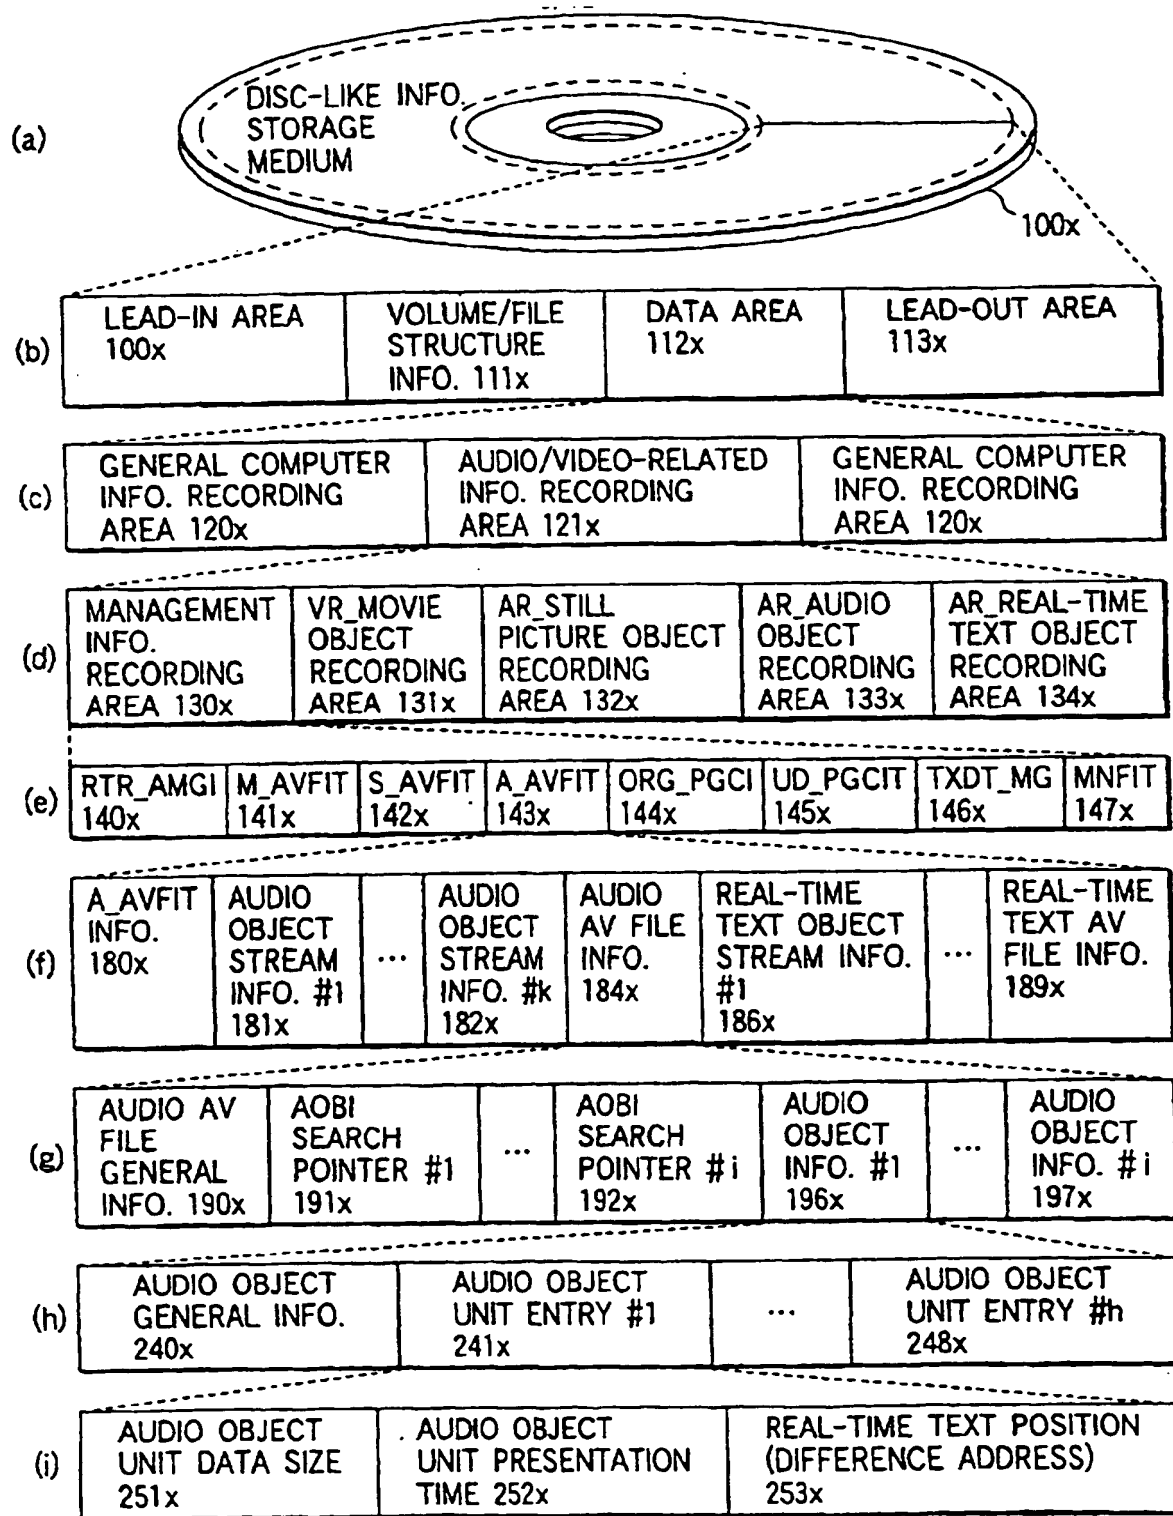 (a)
DISC-LIKE INFO.
STORAGE
MEDIUM
100x
(b)
LEAD-IN AREA
100x
VOLUME/FILE
STRUCTURE
INFO. 111x
DATA AREA
112x
LEAD-OUT AREA
113x
(c)
GENERAL COMPUTER
INFO. RECORDING
AREA 120x
AUDIO/VIDEO-RELATED
INFO. RECORDING
AREA 121x
GENERAL COMPUTER
INFO. RECORDING
AREA 120x
(d)
MANAGEMENT
INFO.
RECORDING
AREA 130x
VR_MOVIE
OBJECT
RECORDING
AREA 131x
AR_STILL
PICTURE OBJECT
RECORDING
AREA 132x
AR_AUDIO
OBJECT
RECORDING
AREA 133x
AR_REAL-TIME
TEXT OBJECT
RECORDING
AREA 134x
(e)
RTR_AMGI
140x
M_AVFIT
141x
S_AVFIT
142x
A_AVFIT
143x
ORG_PGCI
144x
UD_PGCIT
145x
TXDT_MG
146x
MNFIT
147x
(f)
A_AVFIT
INFO.
180x
AUDIO
OBJECT
STREAM
INFO. #1
181x
...
AUDIO
OBJECT
STREAM
INFO. #k
182x
AUDIO
AV FILE
INFO.
184x
REAL-TIME
TEXT OBJECT
STREAM INFO.
#1
186x
...
REAL-TIME
TEXT AV
FILE INFO.
189x
(g)
AUDIO AV
FILE
GENERAL
INFO. 190x
AOBI
SEARCH
POINTER #1
191x
...
AOBI
SEARCH
POINTER #i
192x
AUDIO
OBJECT
INFO. #1
196x
...
AUDIO
OBJECT
INFO. #i
197x
(h)
AUDIO OBJECT
GENERAL INFO.
240x
AUDIO OBJECT
UNIT ENTRY #1
241x
...
AUDIO OBJECT
UNIT ENTRY #h
248x
(i)
AUDIO OBJECT
UNIT DATA SIZE
251x
AUDIO OBJECT
UNIT PRESENTATION
TIME 252x
REAL-TIME TEXT POSITION
(DIFFERENCE ADDRESS)
253x